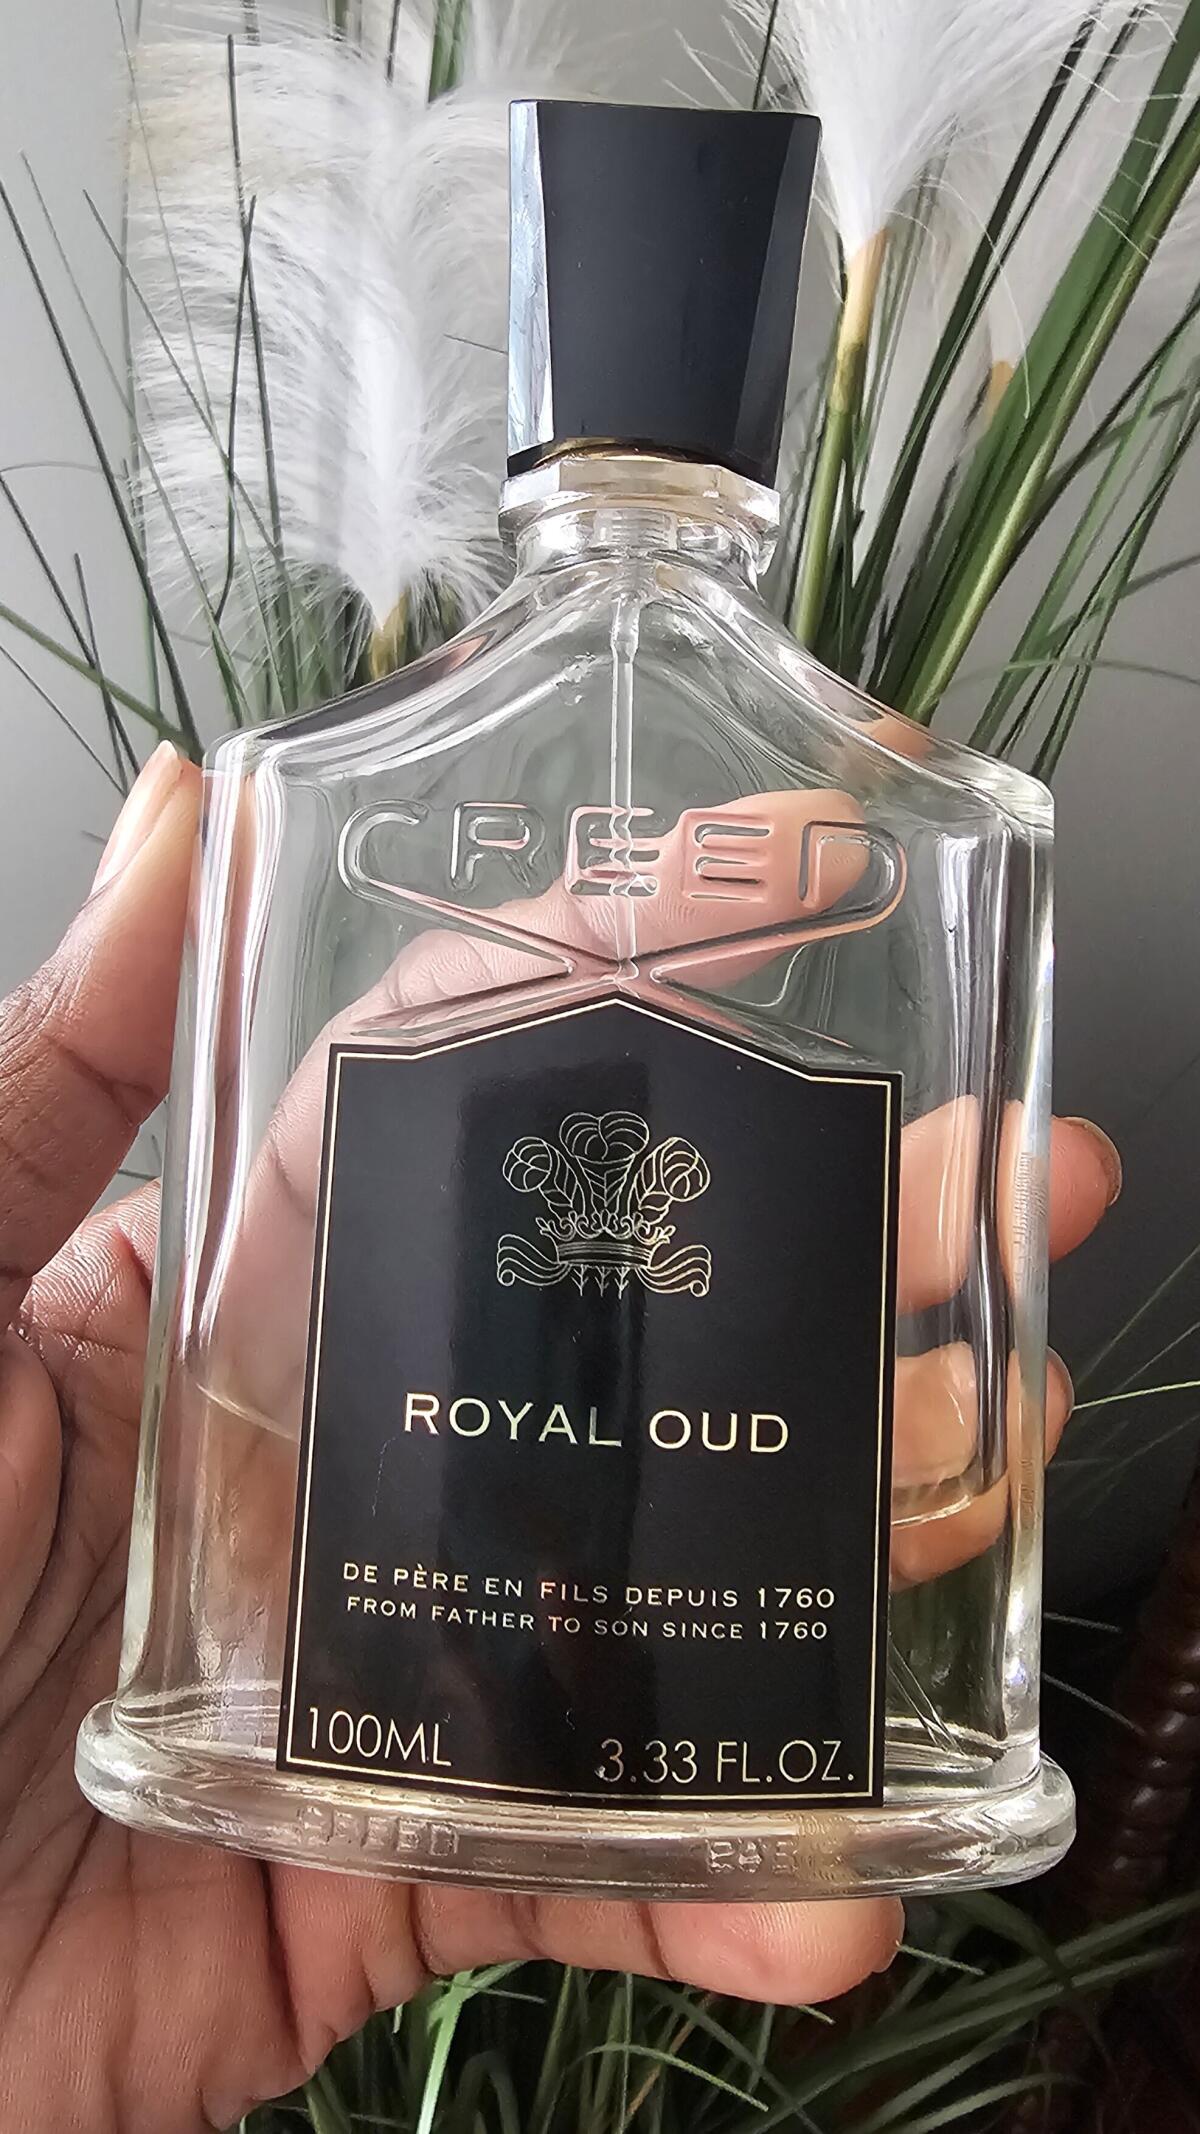 CREED
ROYAL OUD
DE PÈRE EN FILS DEPUIS 1760
FROM FATHER TO SON SINCE 1760
100ML 3.33 FL.OZ.
CREED